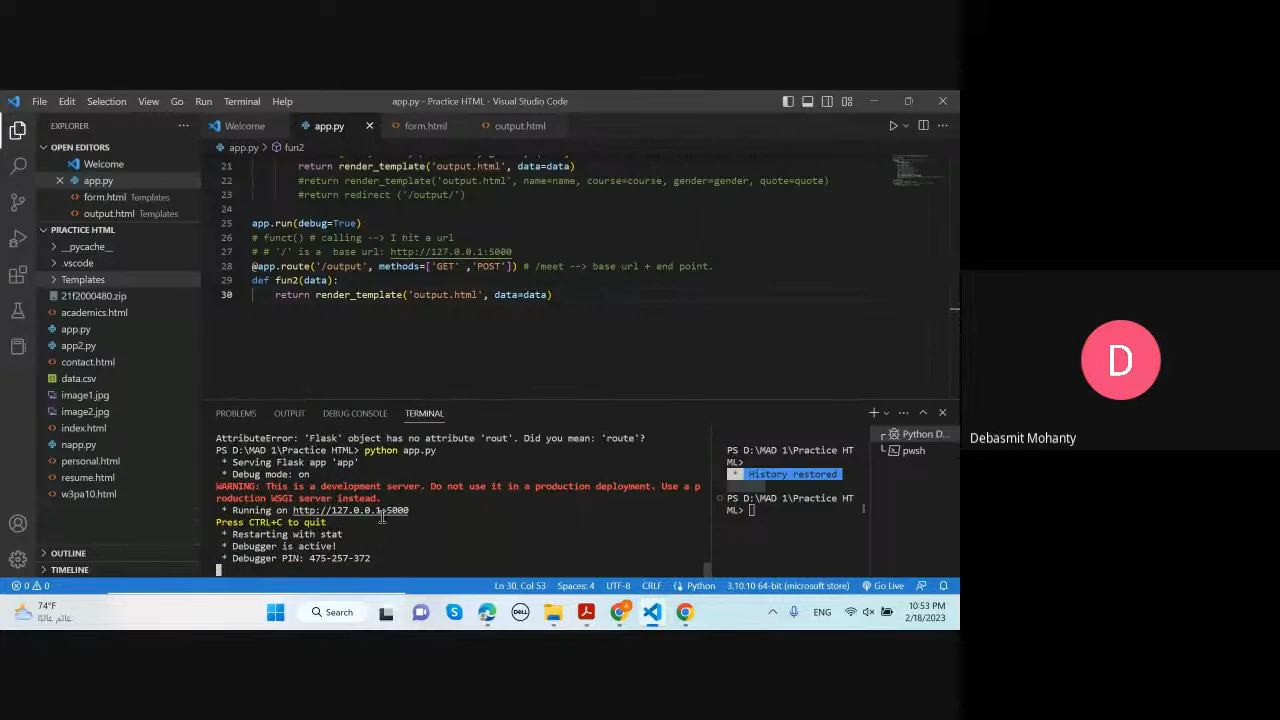 File Edit Selection View Go Run Terminal Help
app.py - Practice HTML - Visual Studio Code
EXPLORER
OPEN EDITORS
Welcome
app.py
form.html Templates
output.html Templates
PRACTICE HTML
__pycache__
.vscode
Templates
21f2000480.zip
academics.html
app.py
app2.py
contact.html
data.csv
image1.jpg
image2.jpg
index.html
napp.py
personal.html
resume.html
w3pa10.html
OUTLINE
TIMELINE
Welcome app.py form.html output.html
app.py > fun2
21 return render_template('output.html', data=data)
22 #return render_template('output.html', name=name, course=course, gender=gender, quote=quote)
23 #return redirect ('/output/')
24
25 app.run(debug=True)
26 # funct() # calling --> I hit a url
27 # # '/' is a base url: http://127.0.0.1:5000
28 @app.route('/output', methods=['GET' ,'POST']) # /meet --> base url + end point.
29 def fun2(data):
30 return render_template('output.html', data=data)
PROBLEMS OUTPUT DEBUG CONSOLE TERMINAL
AttributeError: 'Flask' object has no attribute 'rout'. Did you mean: 'route'?
PS D:\MAD 1\Practice HTML> python app.py
* Serving Flask app 'app'
* Debug mode: on
WARNING: This is a development server. Do not use it in a production deployment. Use a p
roduction WSGI server instead.
* Running on http://127.0.0.1:5000
Press CTRL+C to quit
* Restarting with stat
* Debugger is active!
* Debugger PIN: 475-257-372
PS D:\MAD 1\Practice HT
ML>
* History restored
PS D:\MAD 1\Practice HT
ML>
Python D...
pwsh
0 0
Ln 30, Col 53 Spaces: 4 UTF-8 CRLF Python 3.10.10 64-bit (microsoft store) Go Live
74°F
Search
DELL
ENG
10:53 PM
2/18/2023
D
Debasmit Mohanty